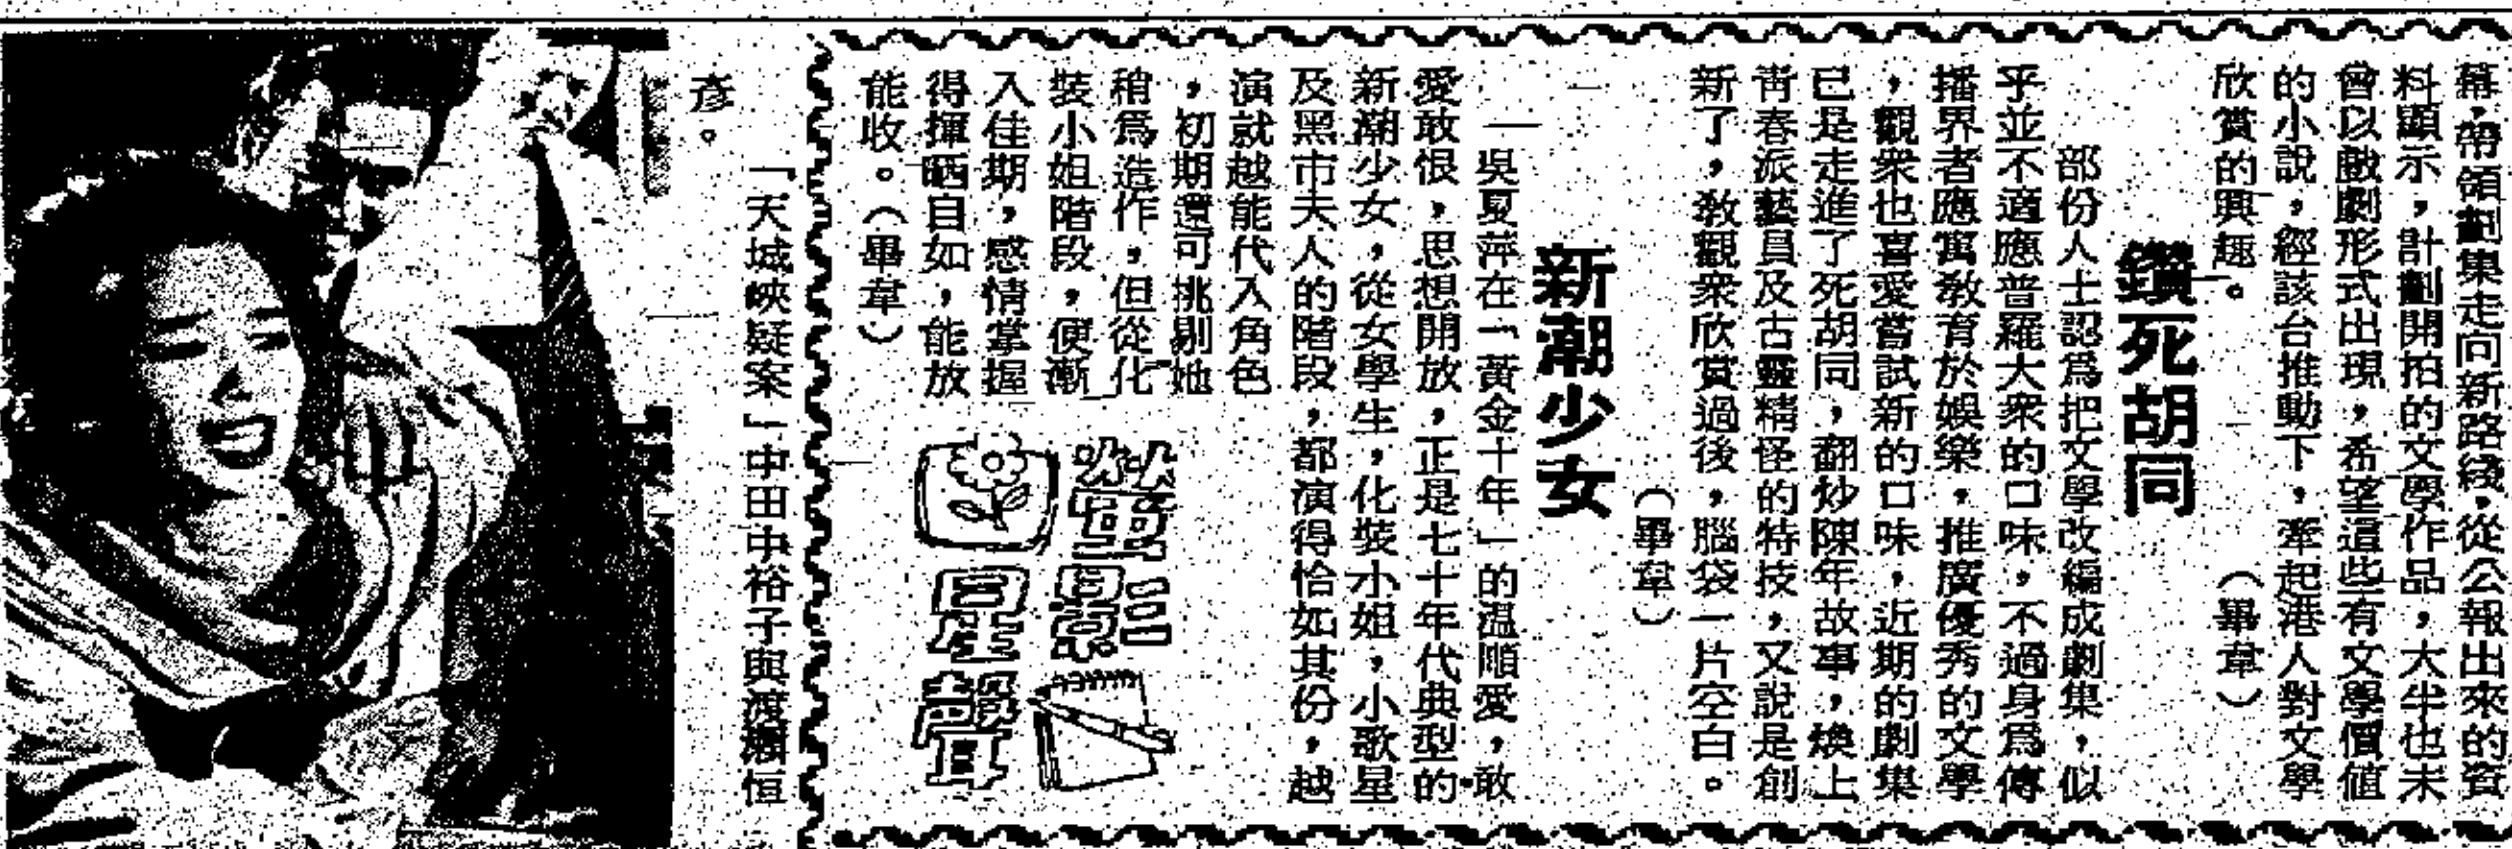 幕，帶領劇集走向新路綫，從公報出來的資
料顯示，計劃開拍的文學作品，大半也未
曾以戲劇形式出現，希望這些有文學價值
的小說，經該台推動下，牽起港人對文學
欣賞的興趣。（畢韋）
鑽死胡同
部份人士認爲把文學改編成劇集，似
乎並不適應普羅大衆的口味，不過身爲傳
播界者應寓教育於娛樂，推廣優秀的文學
，觀衆也喜愛嘗試新的口味，近期的劇集
已是走進了死胡同，翻炒陳年故事，煥上
靑春派藝員及古靈精怪的特技，又說是創
新了，敎觀衆欣賞過後，腦袋一片空白。
（畢韋）
新潮少女
吳夏萍在「黃金十年」的溫順愛，敢
愛敢恨，思想開放，正是七十年代典型的
新潮少女，從女學生，化裝小姐，小歌星
及黑市夫人的階段，都演得恰如其份，越
演就越能代入角色
，初期還可挑剔她
稍爲造作，但從化
裝小姐階段，便漸
入佳期，感情掌握
得揮晒自如，能放
能收。（畢韋）
螢影
星聲
「天城峽疑案」中田中裕子與渡瀨恒
彥。